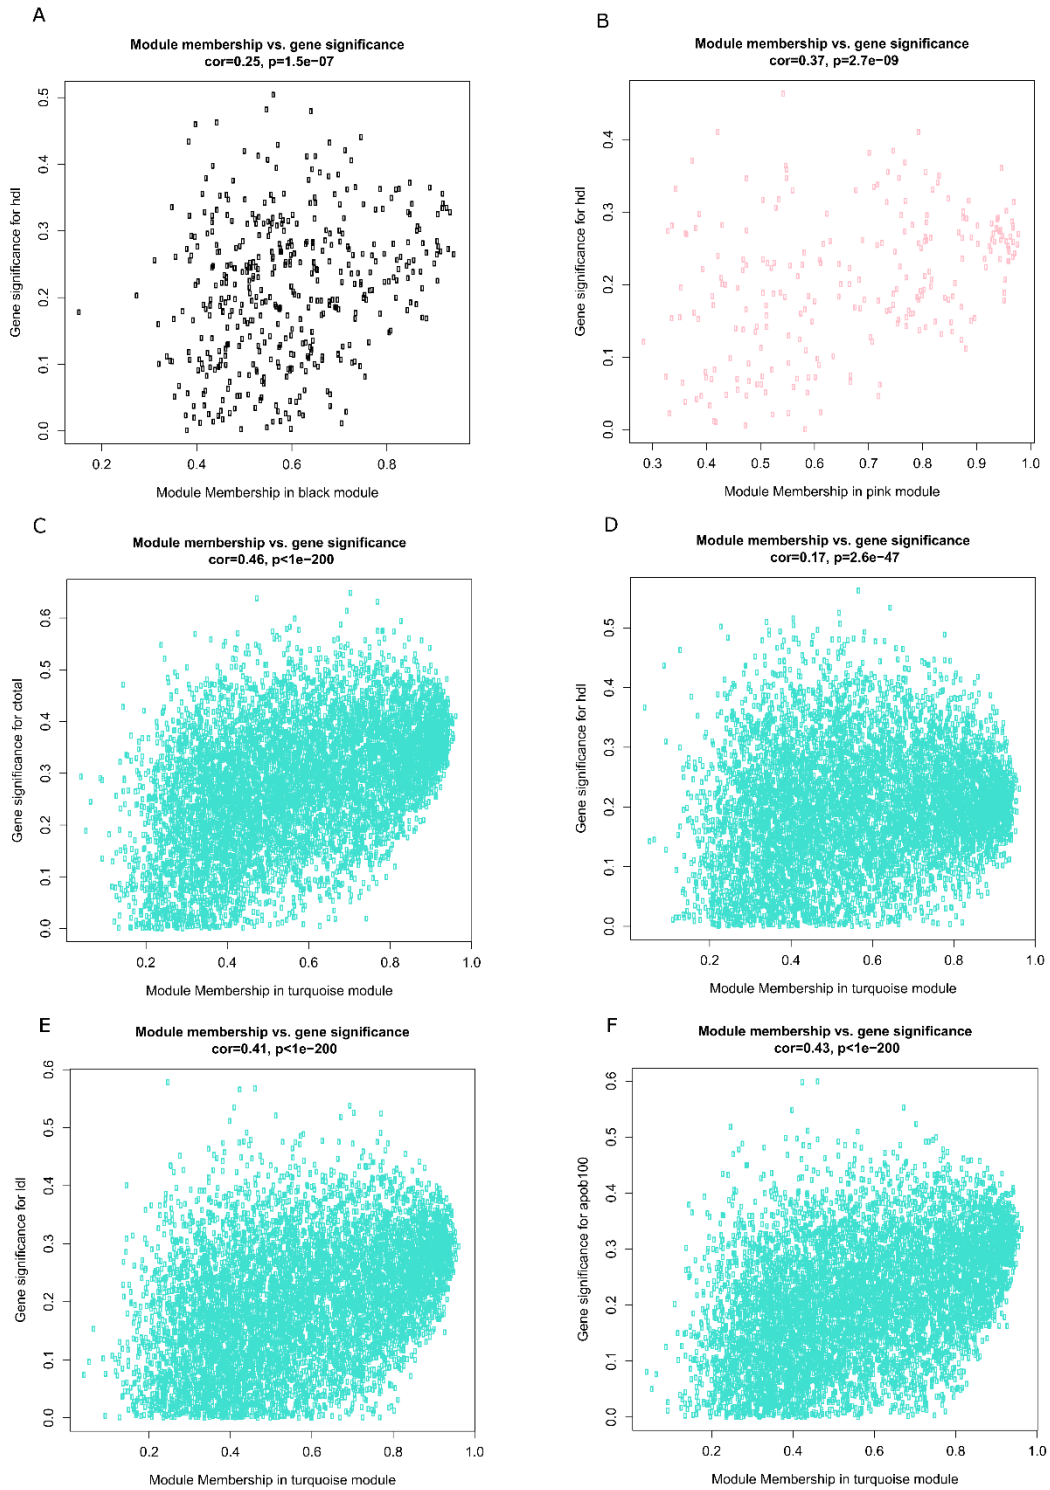 A
Module membership vs. gene significance
cor=0.25, p=1.5e−07
Gene significance for hdl
0.0 0.1 0.2 0.3 0.4 0.5
0.2 0.4 0.6 0.8
Module Membership in black module
B
Module membership vs. gene significance
cor=0.37, p=2.7e−09
Gene significance for hdl
0.0 0.1 0.2 0.3 0.4
0.3 0.4 0.5 0.6 0.7 0.8 0.9 1.0
Module Membership in pink module
C
Module membership vs. gene significance
cor=0.46, p<1e−200
Gene significance for ctotal
0.0 0.1 0.2 0.3 0.4 0.5 0.6
0.2 0.4 0.6 0.8 1.0
Module Membership in turquoise module
D
Module membership vs. gene significance
cor=0.17, p=2.6e−47
Gene significance for hdl
0.0 0.1 0.2 0.3 0.4 0.5
0.2 0.4 0.6 0.8 1.0
Module Membership in turquoise module
E
Module membership vs. gene significance
cor=0.41, p<1e−200
Gene significance for ldl
0.0 0.1 0.2 0.3 0.4 0.5 0.6
0.2 0.4 0.6 0.8 1.0
Module Membership in turquoise module
F
Module membership vs. gene significance
cor=0.43, p<1e−200
Gene significance for apob100
0.0 0.1 0.2 0.3 0.4 0.5 0.6
0.2 0.4 0.6 0.8 1.0
Module Membership in turquoise module